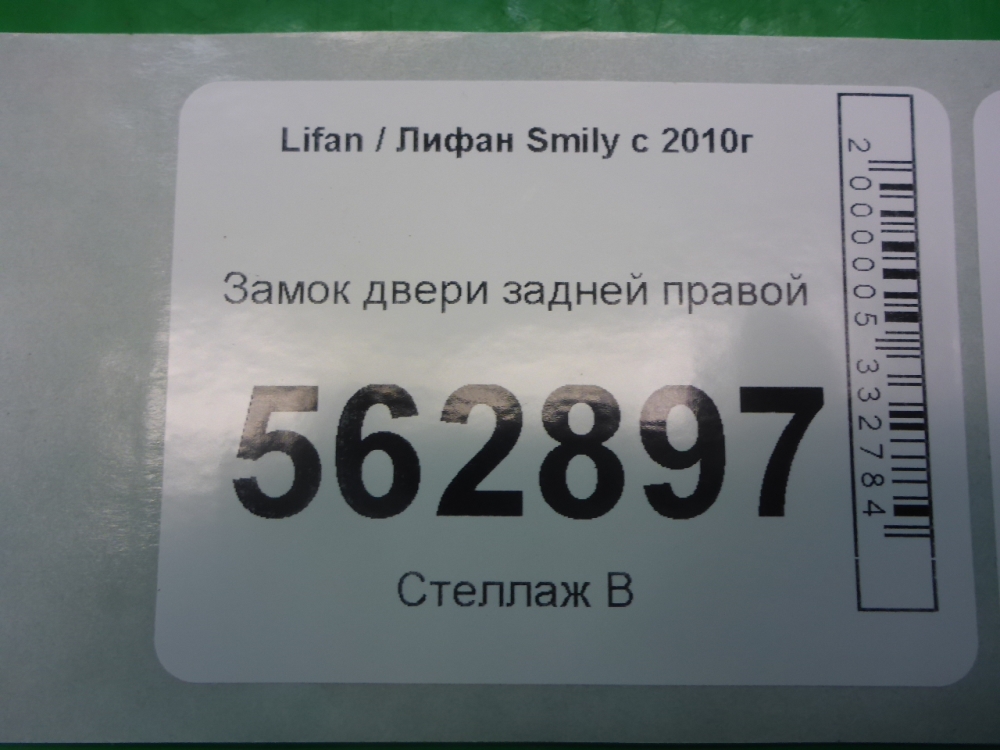 Lifan / Лифан Smily с 2010г
Замок двери задней правой
562897
Стеллаж В
2000005332784